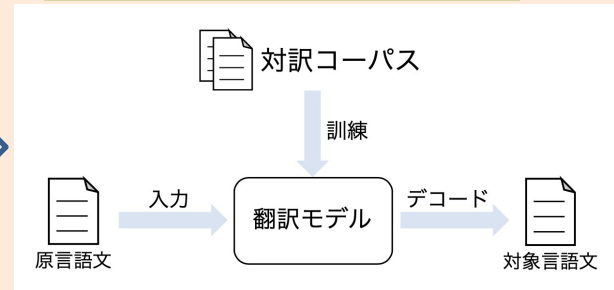 対訳コーパス
訓練
入力
翻訳モデル
デコード
原言語文
対象言語文